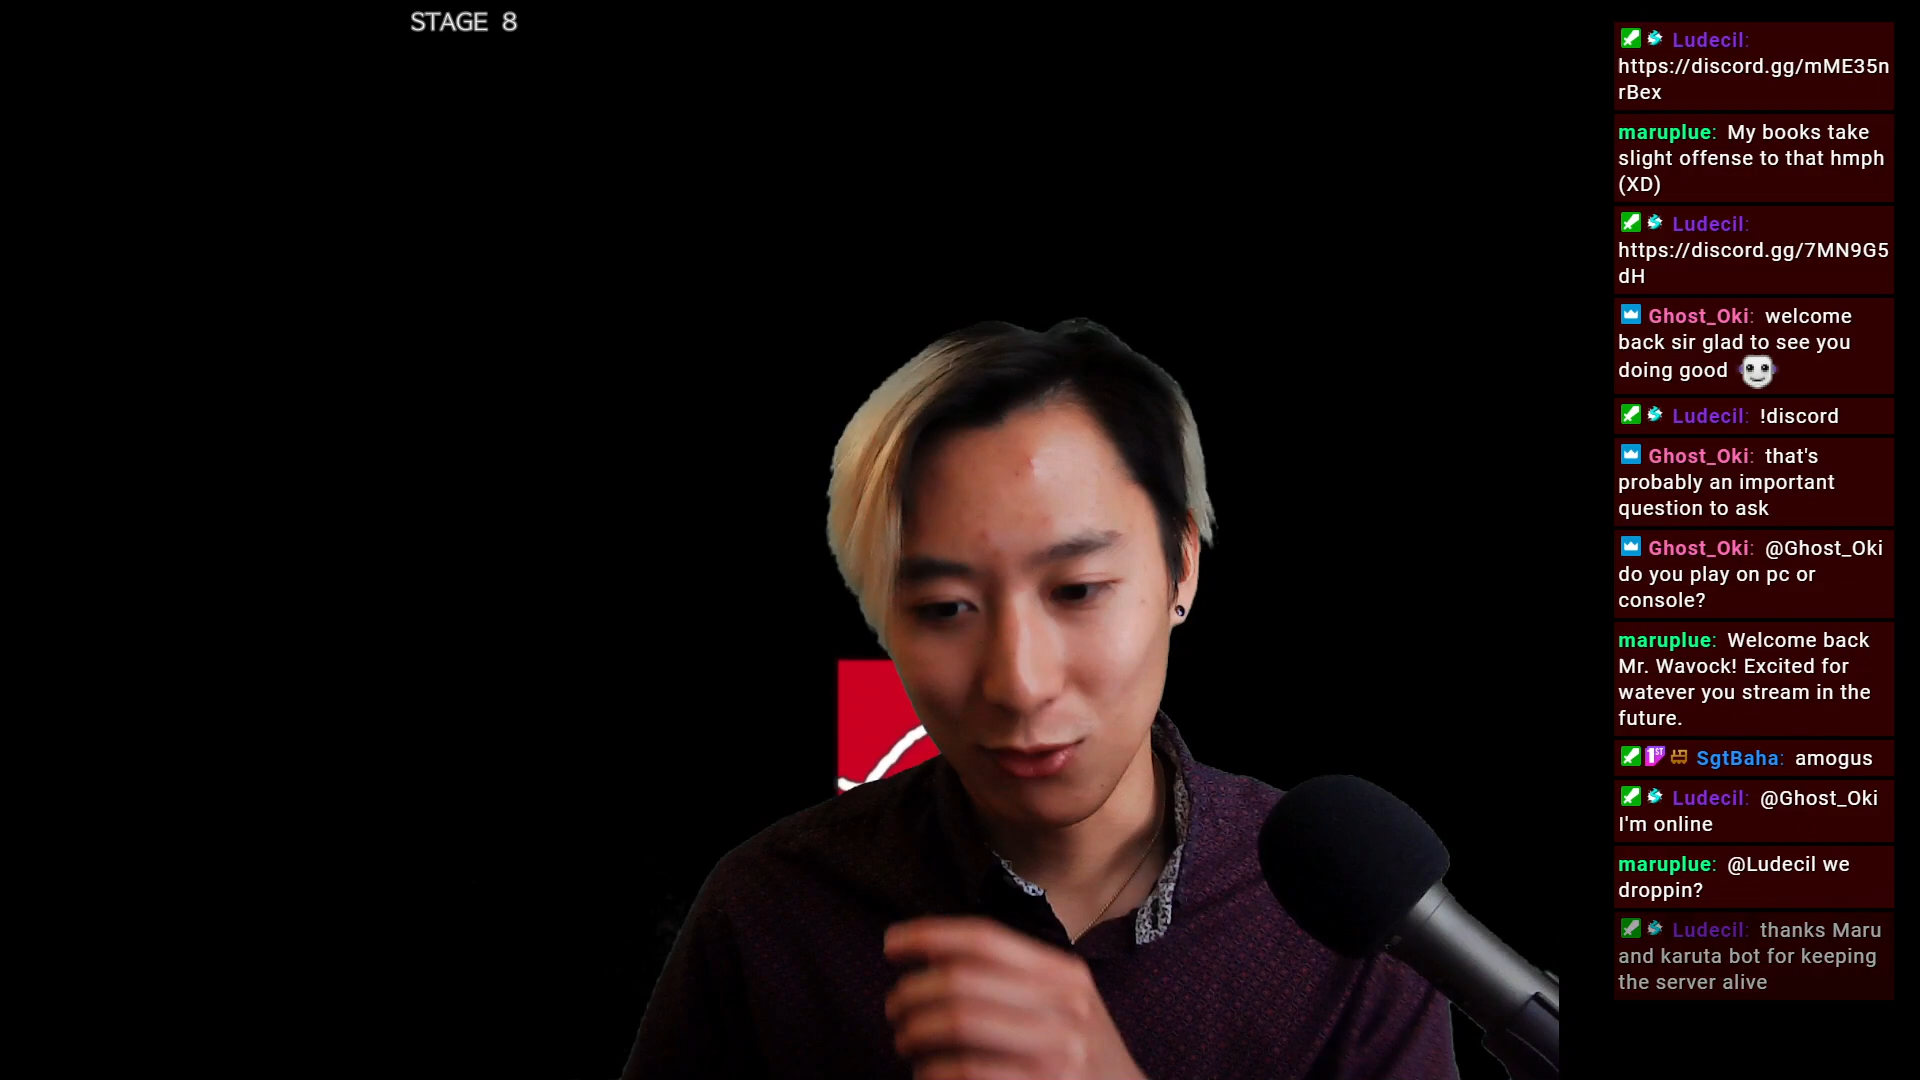 STAGE 8
Ludecil:
https://discord.gg/mME35n
rBex
maruplue: My books take
slight offense to that hmph
(XD)
Ludecil:
https://discord.gg/7MN9G5
dH
Ghost_Oki: welcome
back sir glad to see you
doing good
Ludecil: !discord
Ghost_Oki: that's
probably an important
question to ask
Ghost_Oki: @Ghost_Oki
do you play on pc or
console?
maruplue: Welcome back
Mr. Wavock! Excited for
watever you stream in the
future.
1ST SgtBaha: amogus
Ludecil: @Ghost_Oki
I'm online
maruplue: @Ludecil we
droppin?
Ludecil: thanks Maru
and karuta bot for keeping
the server alive